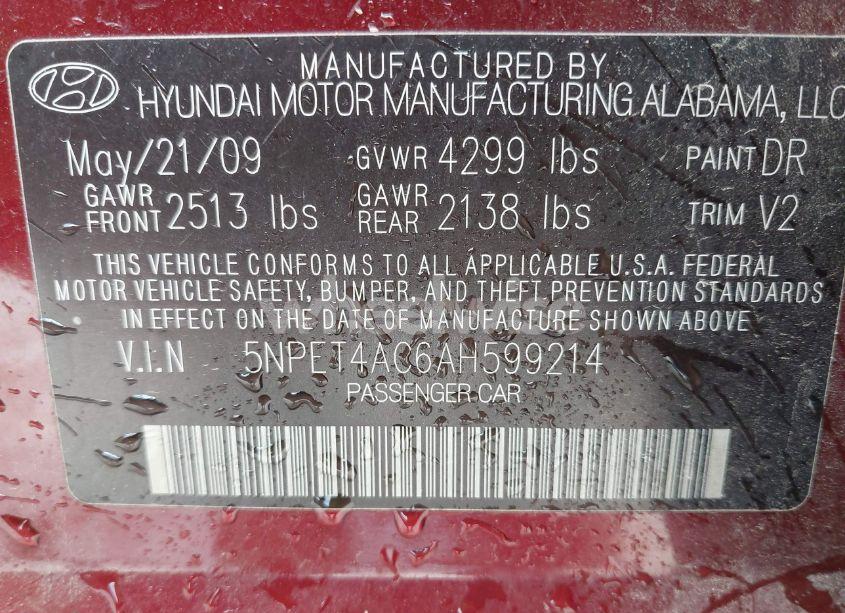 MANUFACTURED BY
HYUNDAI MOTOR MANUFACTURING ALABAMA, LLC
May/21/09 GVWR 4299 lbs PAINT DR
GAWR FRONT 2513 lbs GAWR REAR 2138 lbs TRIM V2
THIS VEHICLE CONFORMS TO ALL APPLICABLE U.S.A. FEDERAL
MOTOR VEHICLE SAFETY, BUMPER, AND THEFT PREVENTION STANDARDS
IN EFFECT ON THE DATE OF MANUFACTURE SHOWN ABOVE
V.I.N 5NPET4AC6AH599214
PASSENGER CAR